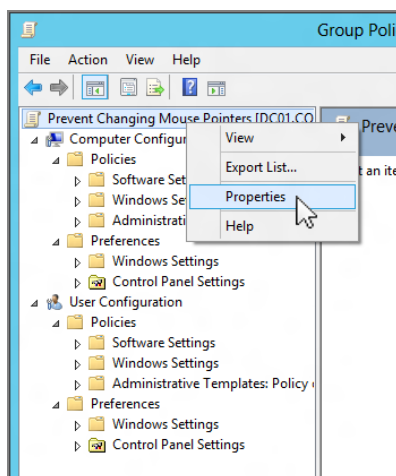 Group Poli
File Action View Help
Prevent Changing Mouse Pointers [DC01.CO
Computer Configur
Policies
Software Set
Windows Se
Administrati
Preferences
Windows Settings
Control Panel Settings
User Configuration
Policies
Software Settings
Windows Settings
Administrative Templates: Policy
Preferences
Windows Settings
Control Panel Settings
View
Export List...
Properties
Help
Preve
t an ite